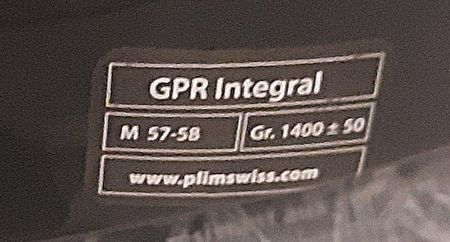 GPR Integral
M 57-58 Gr. 1400 ± 50
www.plimswiss.com